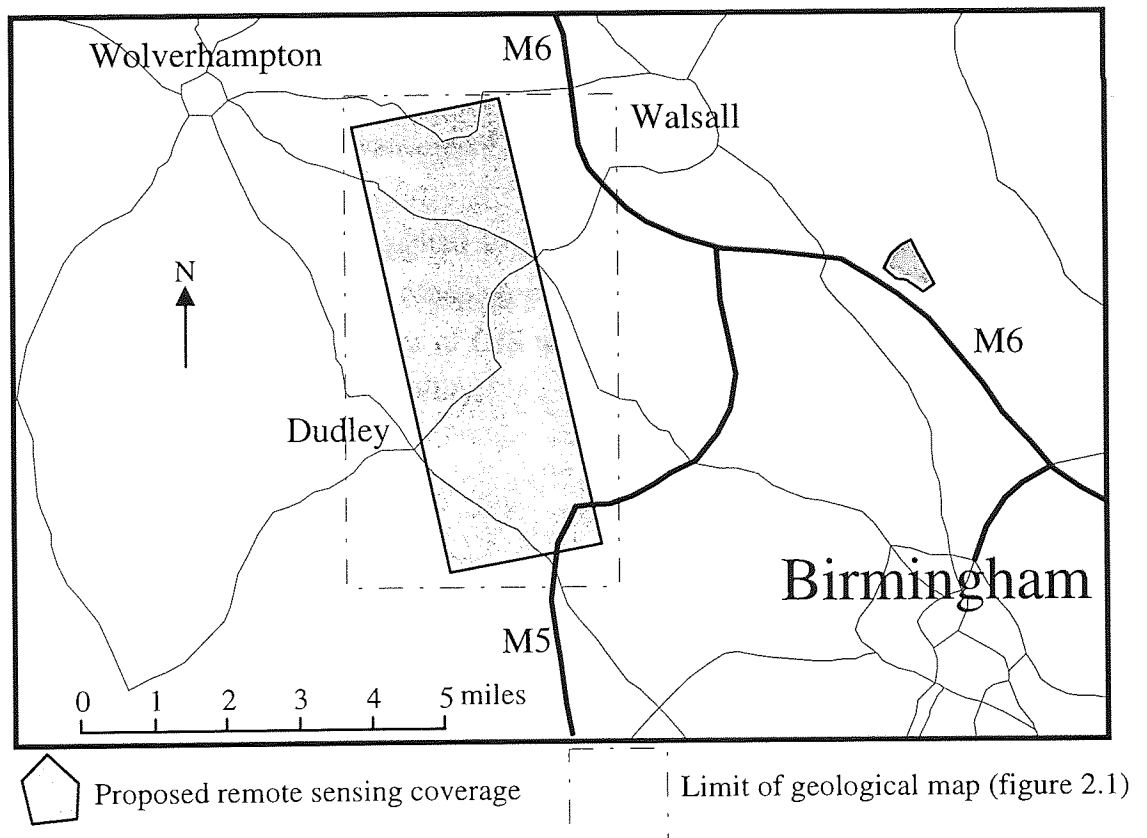 Wolverhampton
M6
Walsall
N
M6
Dudley
Birmingham
M5
0 1 2 3 4 5 miles
Proposed remote sensing coverage
Limit of geological map (figure 2.1)